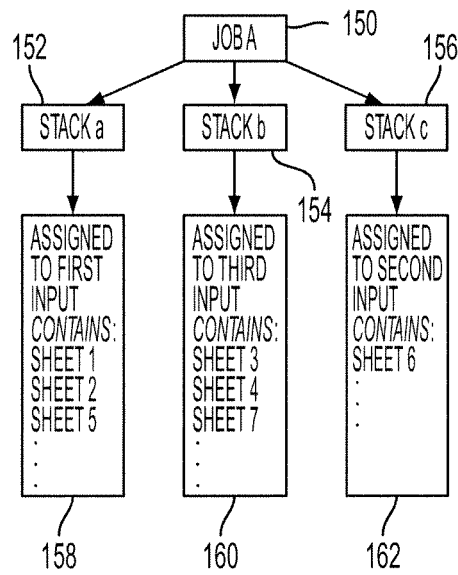 JOB A
150
152
156
STACK a
STACK b
STACK c
154
ASSIGNED
TO FIRST
INPUT
CONTAINS:
SHEET 1
SHEET 2
SHEET 5
.
.
.
ASSIGNED
TO THIRD
INPUT
CONTAINS:
SHEET 3
SHEET 4
SHEET 7
.
.
.
ASSIGNED
TO SECOND
INPUT
CONTAINS:
SHEET 6
.
.
.
158
160
162